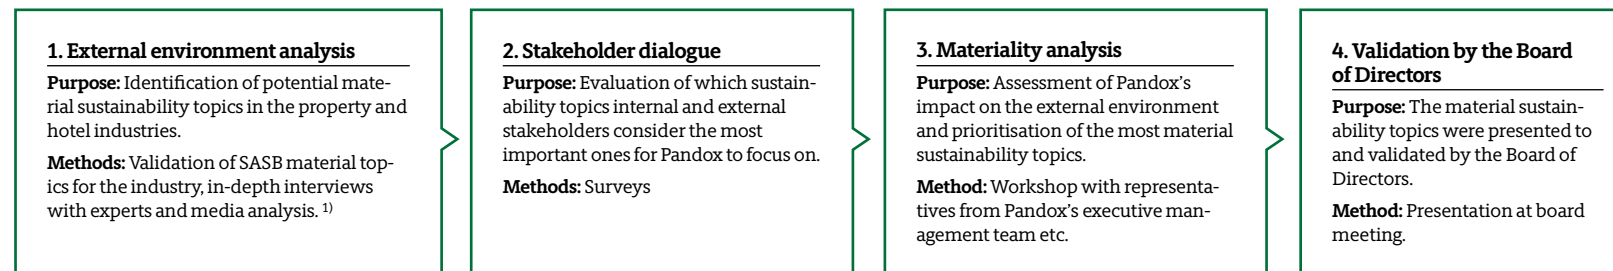 1. External environment analysis
Purpose: Identification of potential mate-
rial sustainability topics in the property and
hotel industries.
Methods: Validation of SASB material top-
ics for the industry, in-depth interviews
with experts and media analysis. 1)
2. Stakeholder dialogue
Purpose: Evaluation of which sustain-
ability topics internal and external
stakeholders consider the most
important ones for Pandox to focus on.
Methods: Surveys
3. Materiality analysis
Purpose: Assessment of Pandox's
impact on the external environment
and prioritisation of the most material
sustainability topics.
Method: Workshop with representa-
tives from Pandox's executive man-
agement team etc.
4. Validation by the Board
of Directors
Purpose: The material sustain-
ability topics were presented to
and validated by the Board of
Directors.
Method: Presentation at board
meeting.